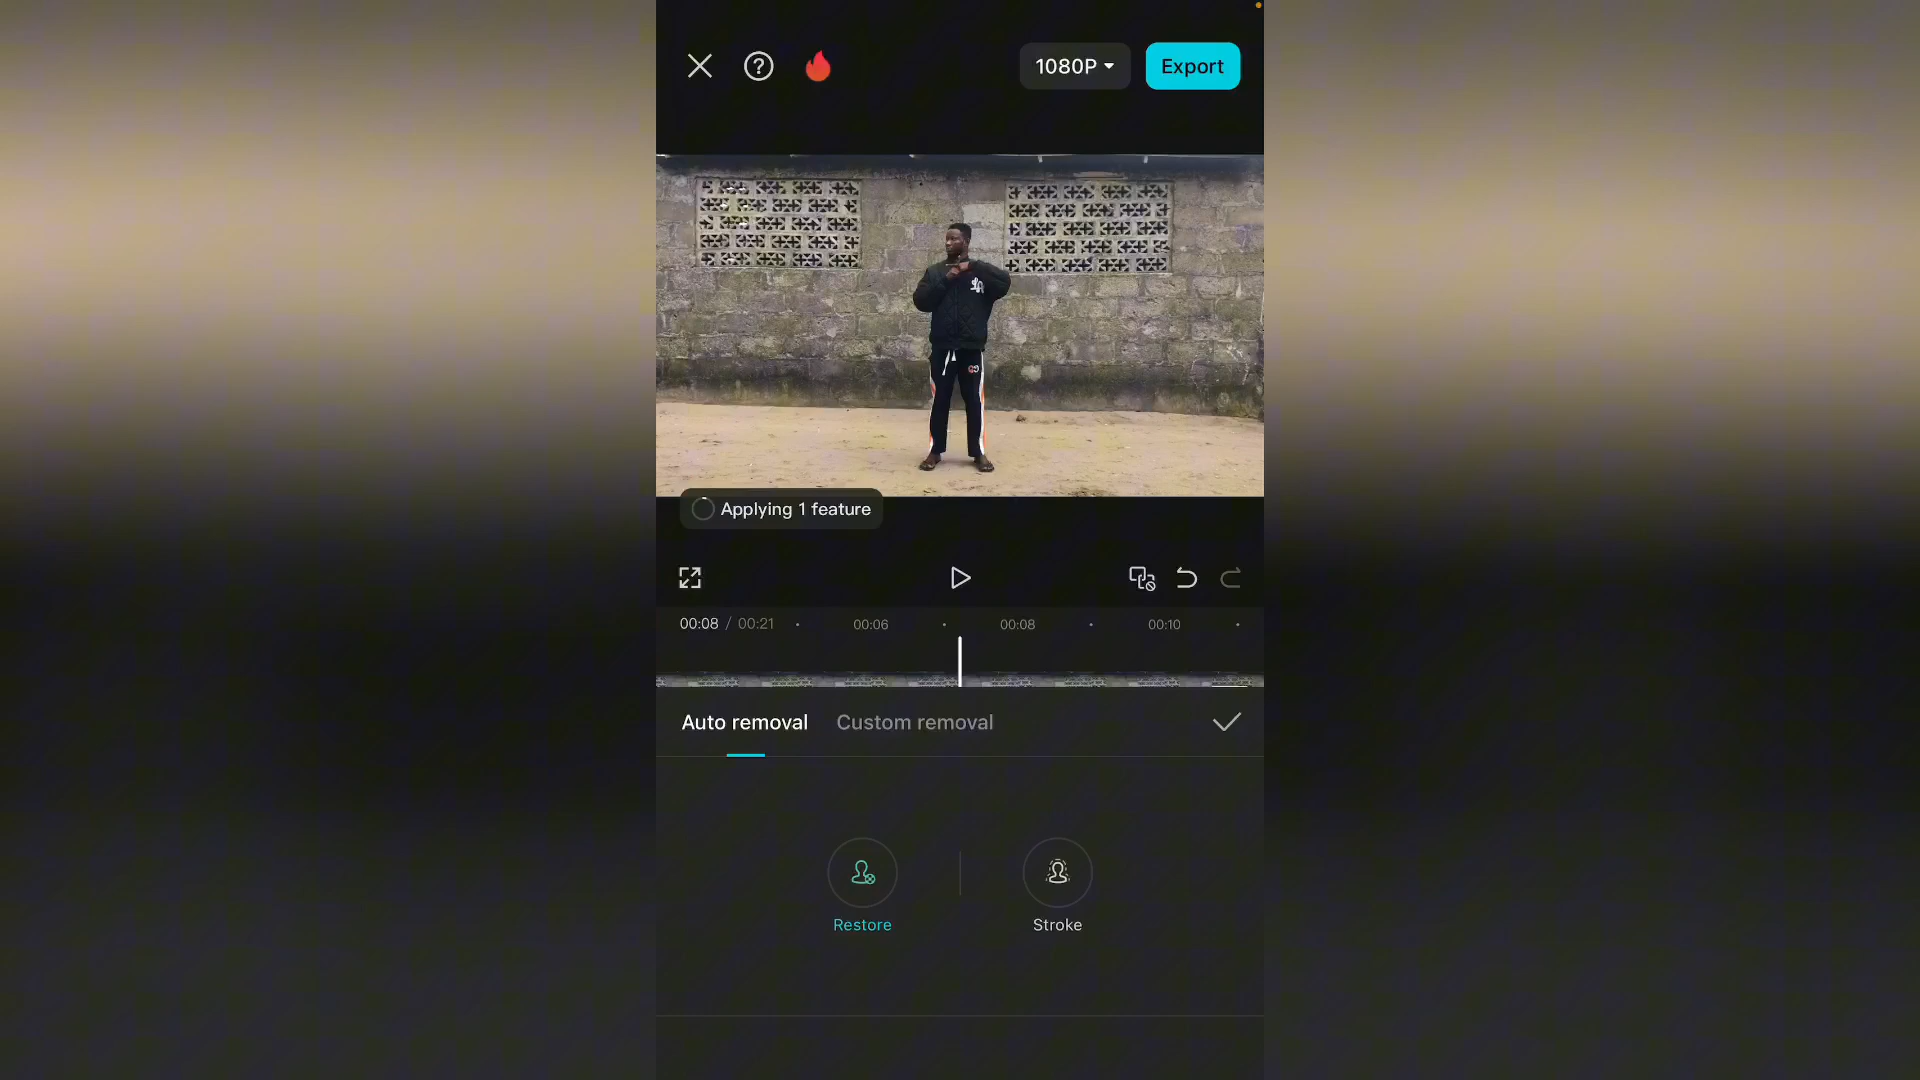 1080P
Export
Applying 1 feature
00:08 / 00:21
00:06
00:08
00:10
Auto removal
Custom removal
Restore
Stroke